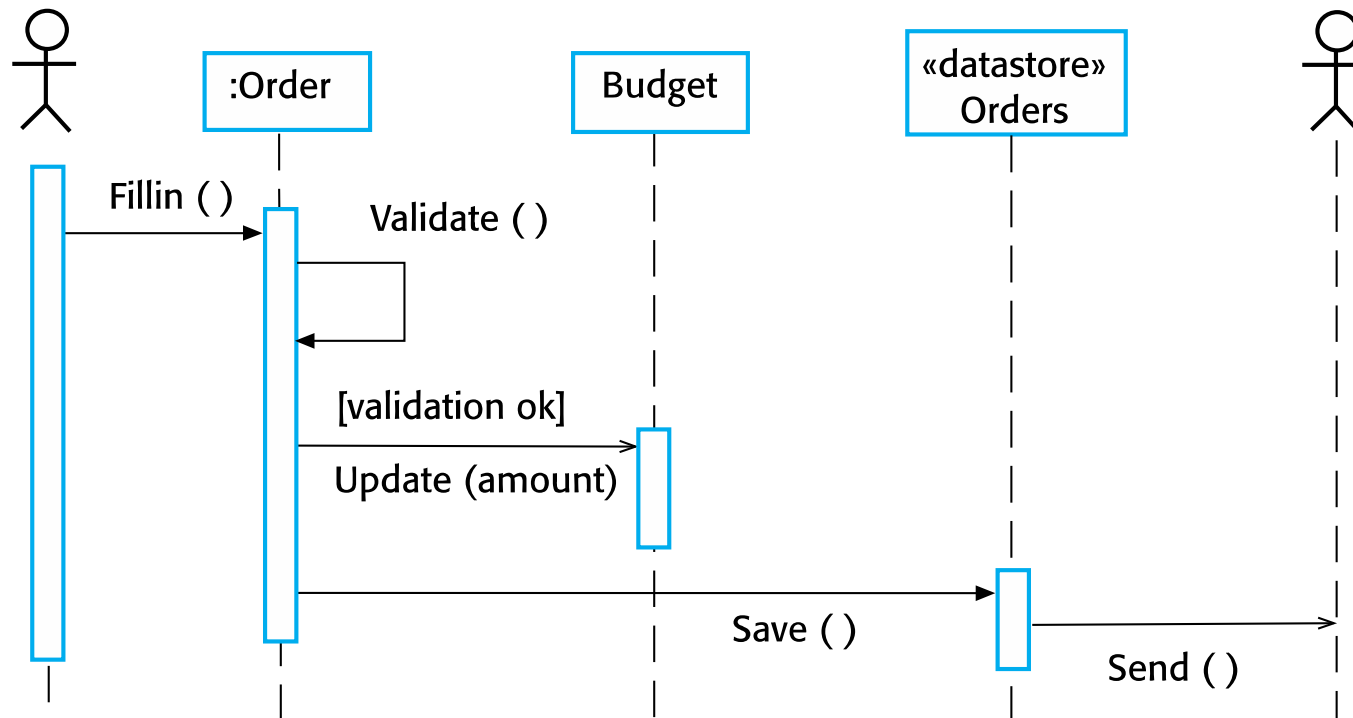 :Order
Budget
«datastore»
Orders
Fillin ( )
Validate ( )
[validation ok]
Update (amount)
Save ( )
Send ( )